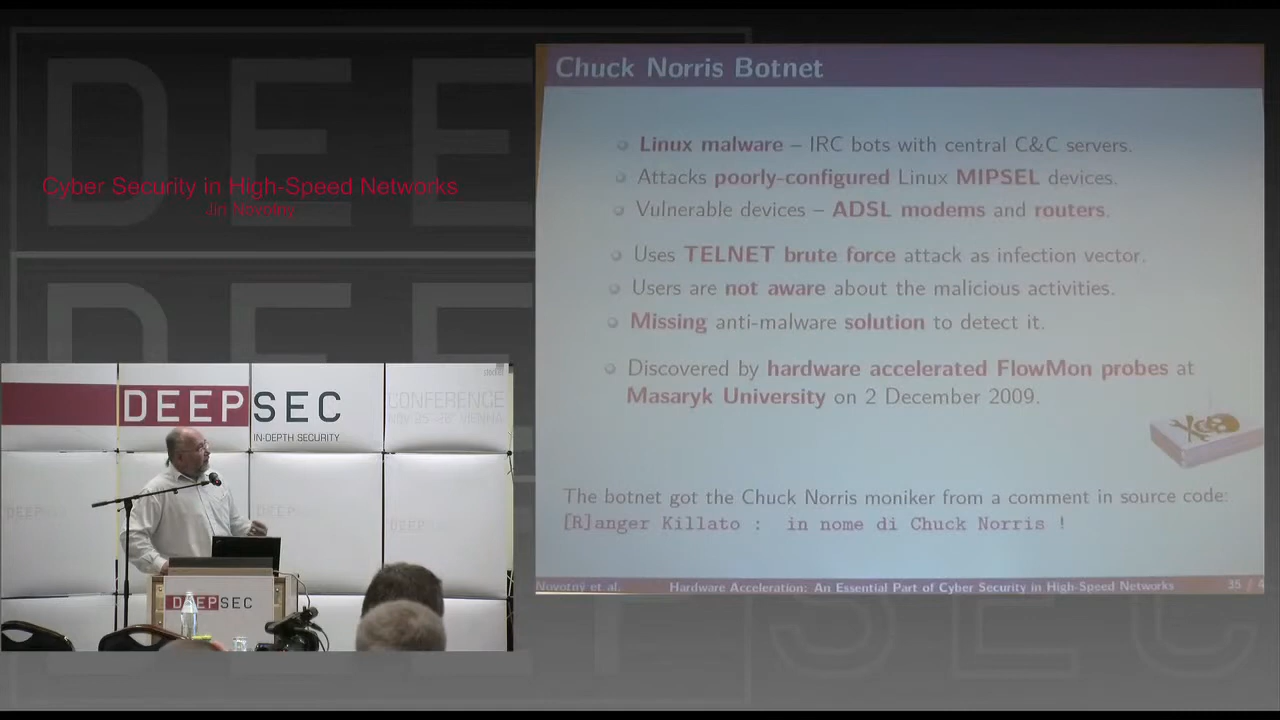 Cyber Security in High-Speed Networks
Jiri Novotny
Chuck Norris Botnet
Linux malware – IRC bots with central C&C servers.
Attacks poorly-configured Linux MIPSEL devices.
Vulnerable devices – ADSL modems and routers.
Uses TELNET brute force attack as infection vector.
Users are not aware about the malicious activities.
Missing anti-malware solution to detect it.
Discovered by hardware accelerated FlowMon probes at
Masaryk University on 2 December 2009.
The botnet got the Chuck Norris moniker from a comment in source code:
[R]anger Killato : in nome di Chuck Norris !
Novotný et al.
Hardware Acceleration: An Essential Part of Cyber Security in High-Speed Networks
35 / 4
DEEPSEC
IN-DEPTH SECURITY
CONFERENCE
DEEPSEC